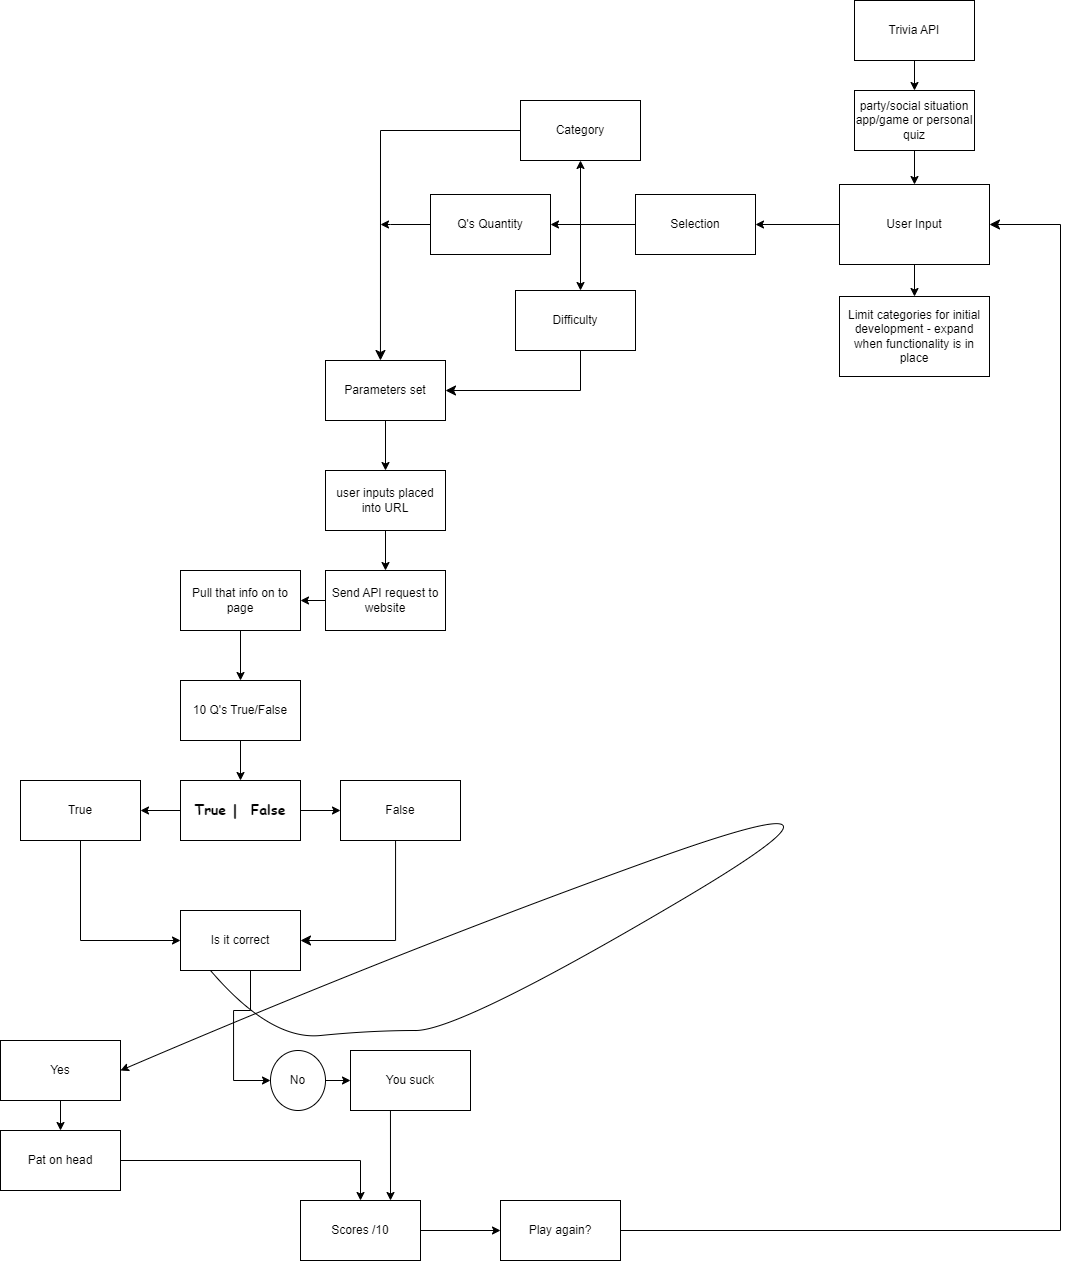 Trivia API
party/social situation
app/game or personal
quiz
Category
Q's Quantity
Selection
User Input
Difficulty
Limit categories for initial
development - expand
when functionality is in
place
Parameters set
user inputs placed
into URL
Pull that info on to
page
Send API request to
website
10 Q's True/False
True
True | False
False
Is it correct
Yes
No
You suck
Pat on head
Scores /10
Play again?